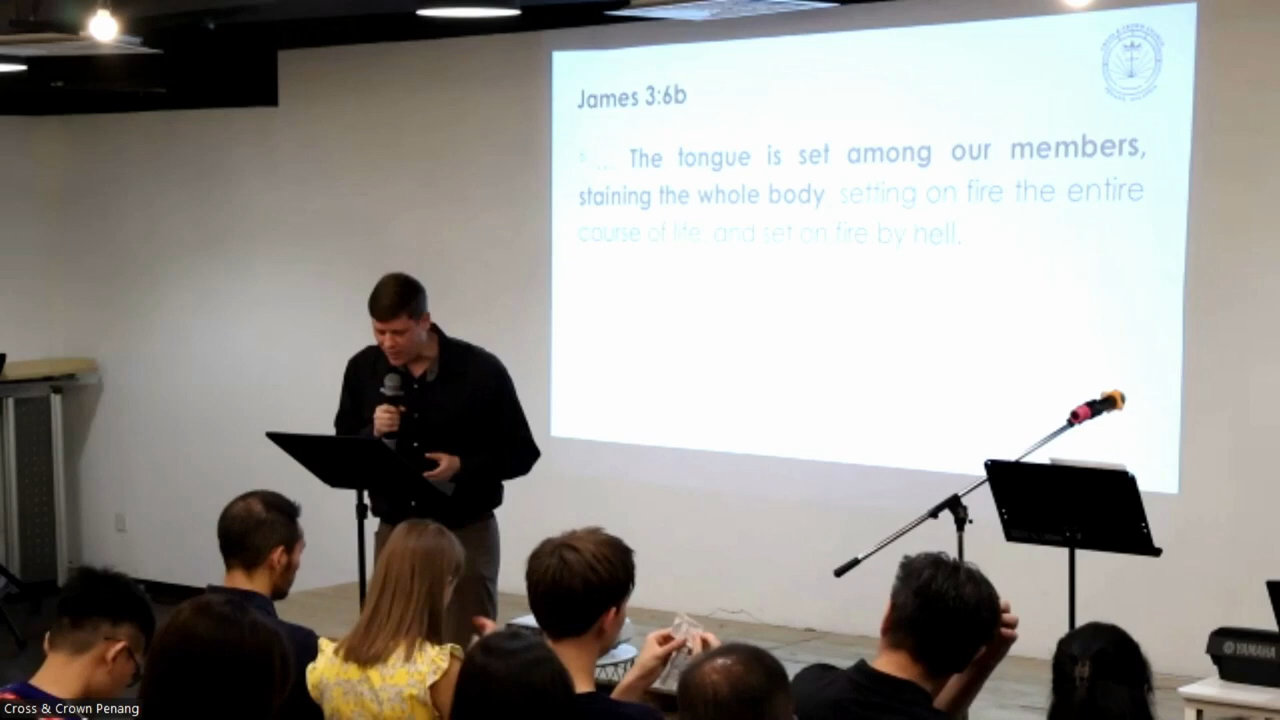 James 3:6b
6 ... The tongue is set among our members,
staining the whole body setting on fire the entire
course of life, and set on fire by hell.
YAMAHA
Cross & Crown Penang